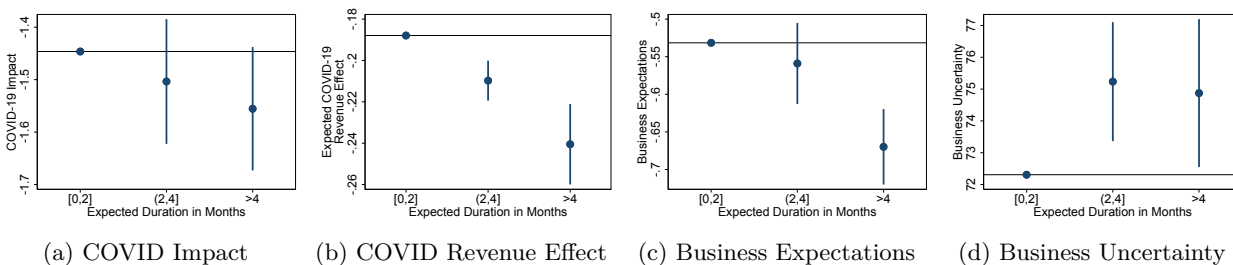 COVID-19 Impact
-1.4
-1.5
-1.6
-1.7
[0,2]
(2,4]
>4
Expected Duration in Months
(a) COVID Impact
Expected COVID-19
Revenue Effect
-.18
-.2
-.22
-.24
-.26
[0,2]
(2,4]
>4
Expected Duration in Months
(b) COVID Revenue Effect
Business Expectations
-.5
-.55
-.6
-.65
-.7
[0,2]
(2,4]
>4
Expected Duration in Months
(c) Business Expectations
Business Uncertainty
77
76
75
74
73
72
[0,2]
(2,4]
>4
Expected Duration in Months
(d) Business Uncertainty